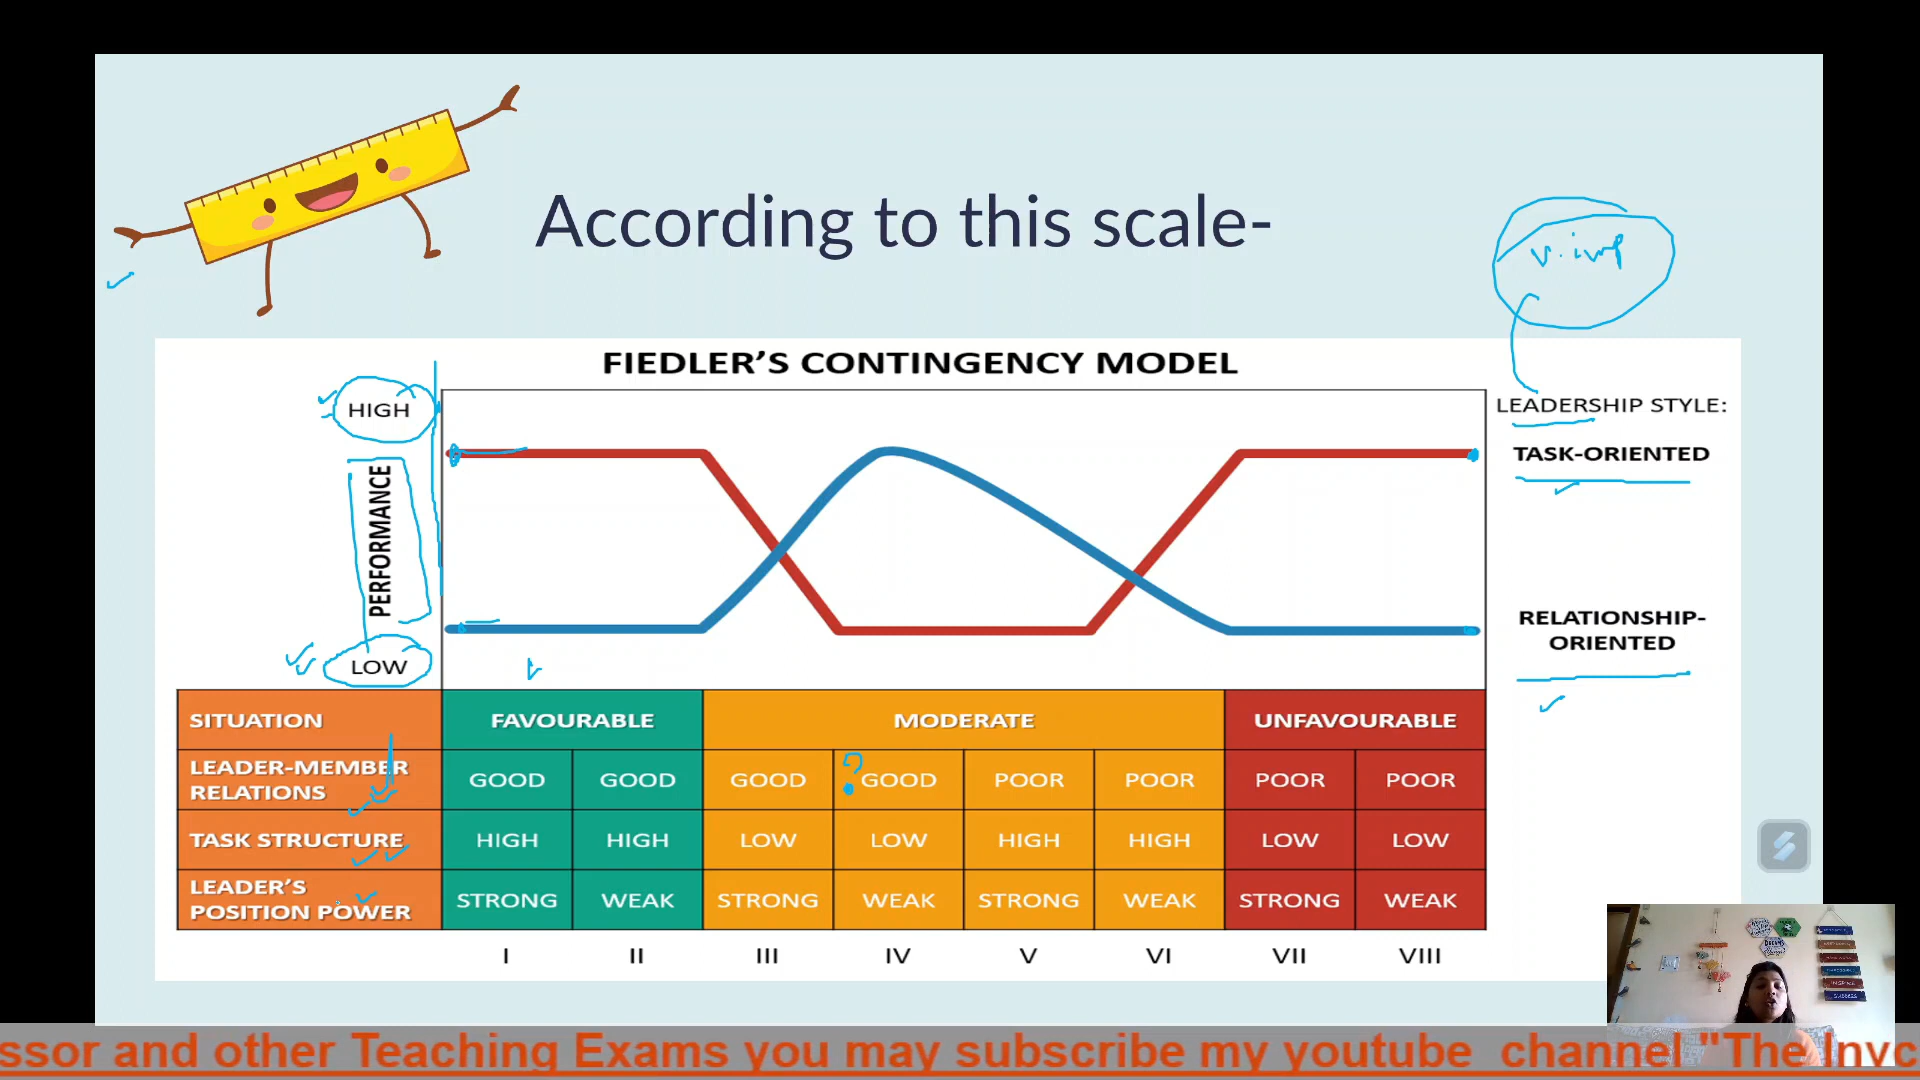 According to this scale-
v. imp
FIEDLER'S CONTINGENCY MODEL
HIGH
PERFORMANCE
LOW
LEADERSHIP STYLE:
TASK-ORIENTED
RELATIONSHIP-
ORIENTED
SITUATION FAVOURABLE MODERATE UNFAVOURABLE
LEADER-MEMBER
RELATIONS GOOD GOOD GOOD ? GOOD POOR POOR POOR POOR
TASK STRUCTURE HIGH HIGH LOW LOW HIGH HIGH LOW LOW
LEADER'S
POSITION POWER STRONG WEAK STRONG WEAK STRONG WEAK STRONG WEAK
I II III IV V VI VII VIII
ssor and other Teaching Exams you may subscribe my youtube channel "The Invc